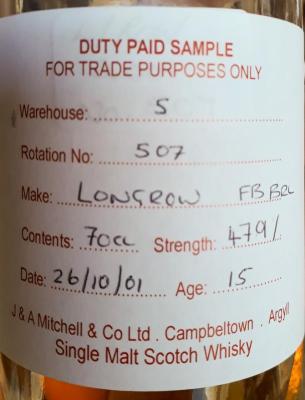 DUTY PAID SAMPLE
FOR TRADE PURPOSES ONLY
Warehouse: 5
Rotation No: 507
Make: LONGROW FB BRL
Contents: 70cc Strength: 47.9/
Date: 26/10/01 Age: 15
J & A Mitchell & Co Ltd . Campbeltown . Argyll
Single Malt Scotch Whisky